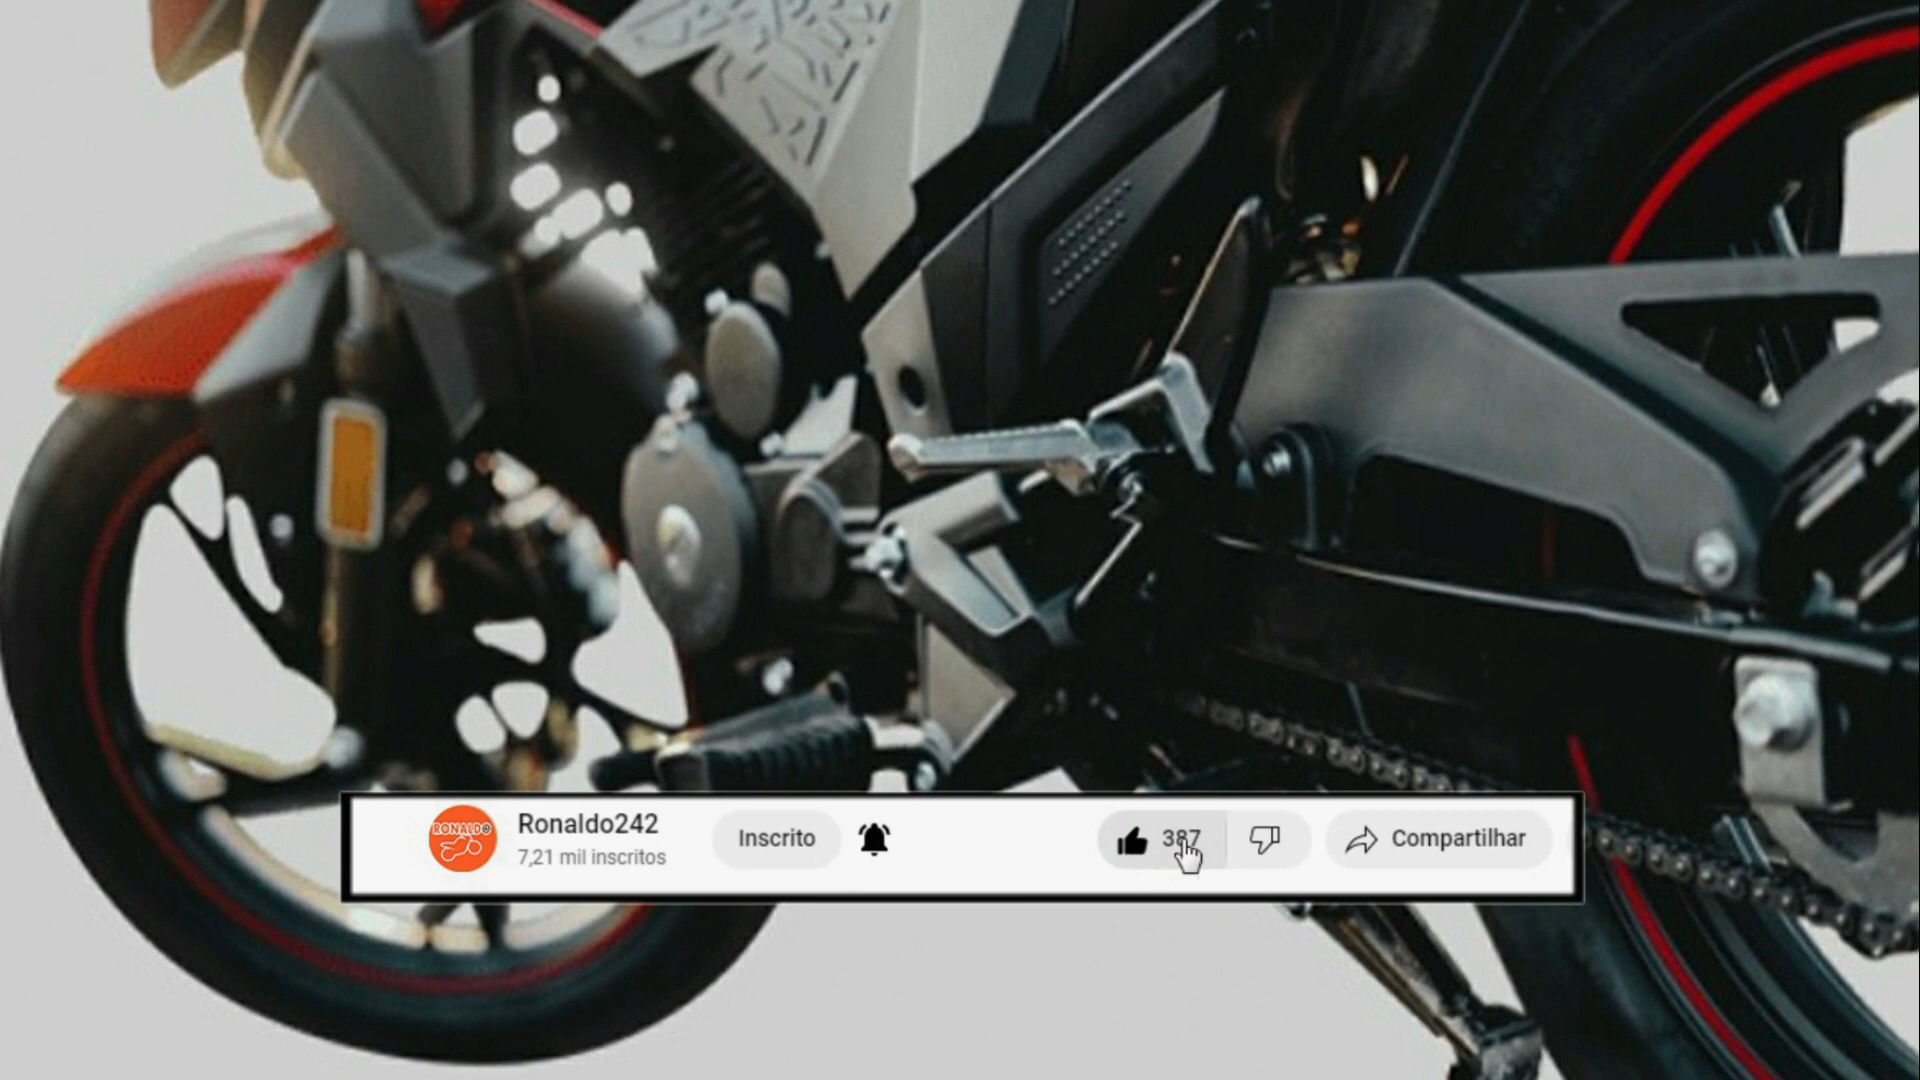 RONALDO
Ronaldo242
7,21 mil inscritos
Inscrito
387
Compartilhar